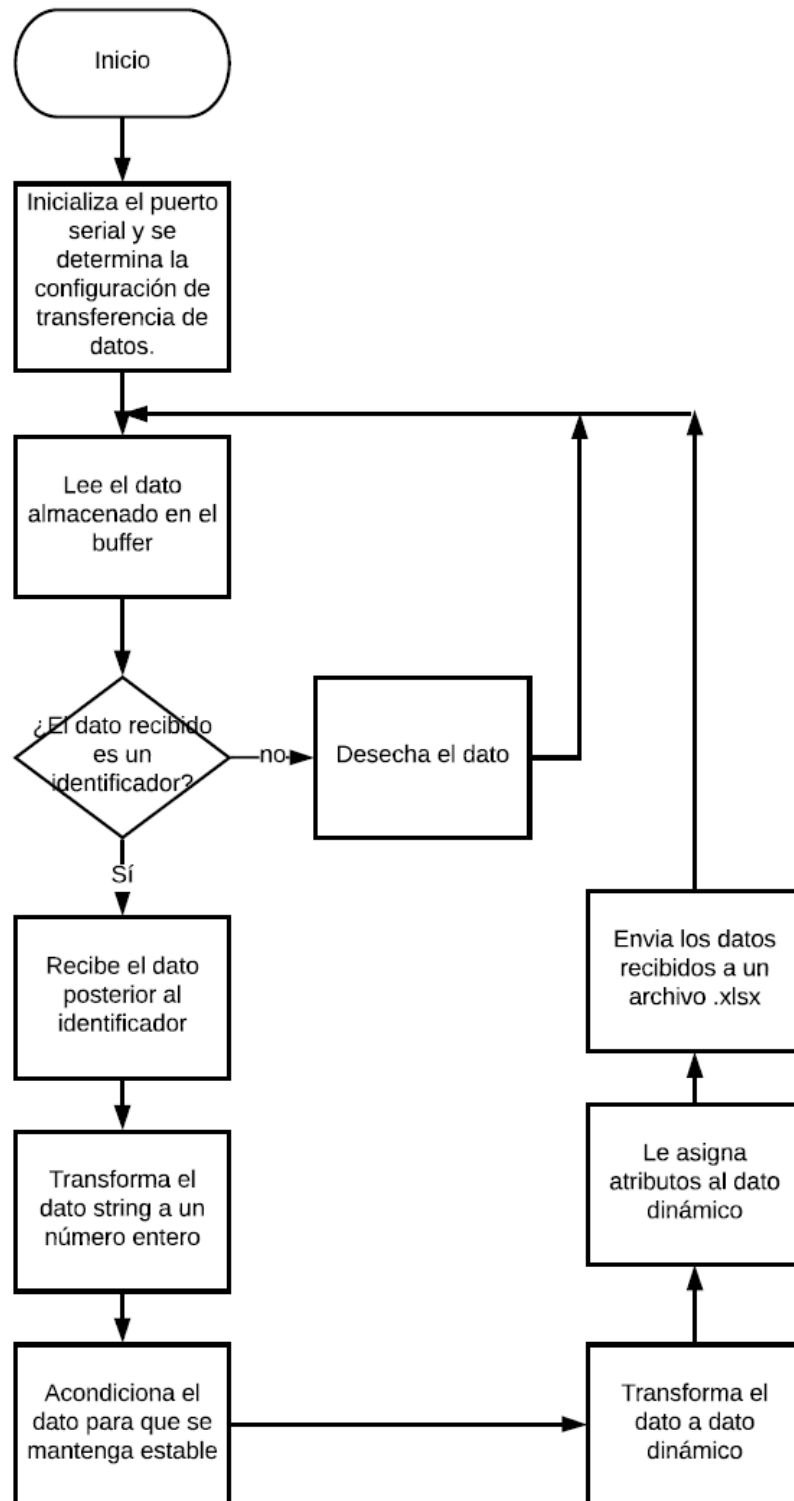 Inicio
Inicializa el puerto
serial y se
determina la
configuración de
transferencia de
datos.
Lee el dato
almacenado en el
buffer
¿El dato recibido
es un
identificador?
no
Desecha el dato
Sí
Recibe el dato
posterior al
identificador
Transforma el
dato string a un
número entero
Acondiciona el
dato para que se
mantenga estable
Transforma el
dato a dato
dinámico
Le asigna
atributos al dato
dinámico
Envia los datos
recibidos a un
archivo .xlsx